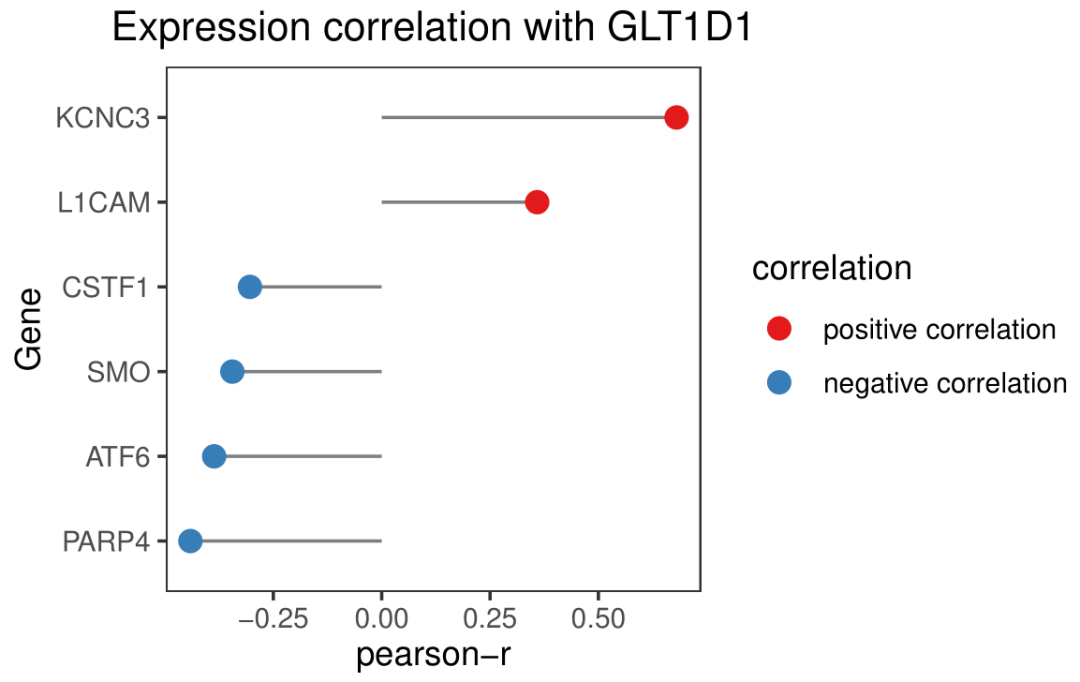 Expression correlation with GLT1D1
KCNC3
L1CAM
CSTF1
SMO
ATF6
PARP4
Gene
−0.25 0.00 0.25 0.50
pearson−r
correlation
positive correlation
negative correlation